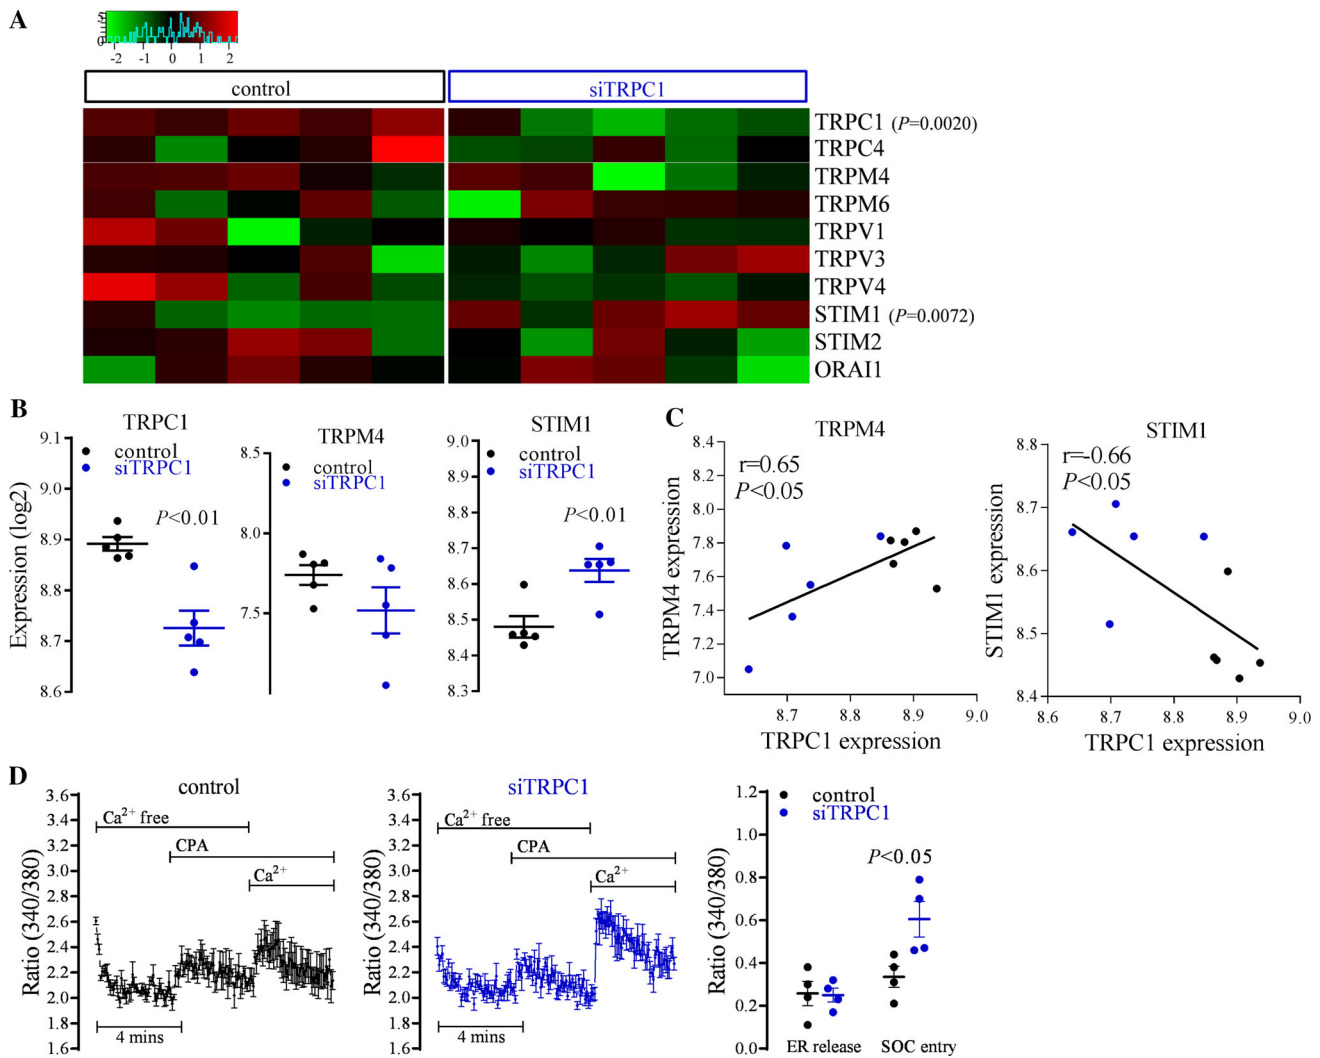 A
5
0
-2 -1 0 1 2
control
siTRPC1
TRPC1 (P=0.0020)
TRPC4
TRPM4
TRPM6
TRPV1
TRPV3
TRPV4
STIM1 (P=0.0072)
STIM2
ORAI1
B
TRPC1
Expression (log2)
9.1
9.0
8.9
8.8
8.7
8.6
control
siTRPC1
P<0.01
TRPM4
8.5
8.0
7.5
control
siTRPC1
STIM1
9.0
8.9
8.8
8.7
8.6
8.5
8.4
8.3
control
siTRPC1
P<0.01
C
TRPM4
r=0.65
P<0.05
TRPM4 expression
8.4
8.2
8.0
7.8
7.6
7.4
7.2
7.0
8.7 8.8 8.9 9.0
TRPC1 expression
STIM1
r=-0.66
P<0.05
STIM1 expression
8.8
8.7
8.6
8.5
8.4
8.6 8.7 8.8 8.9 9.0
TRPC1 expression
D
control
Ratio (340/380)
3.6
3.4
3.2
3.0
2.8
2.6
2.4
2.2
2.0
1.8
1.6
Ca²⁺ free
CPA
Ca²⁺
4 mins
siTRPC1
Ratio (340/380)
3.6
3.4
3.2
3.0
2.8
2.6
2.4
2.2
2.0
1.8
1.6
Ca²⁺ free
CPA
Ca²⁺
4 mins
Ratio (340/380)
1.2
1.0
0.8
0.6
0.4
0.2
0.0
control
siTRPC1
P<0.05
ER release SOC entry